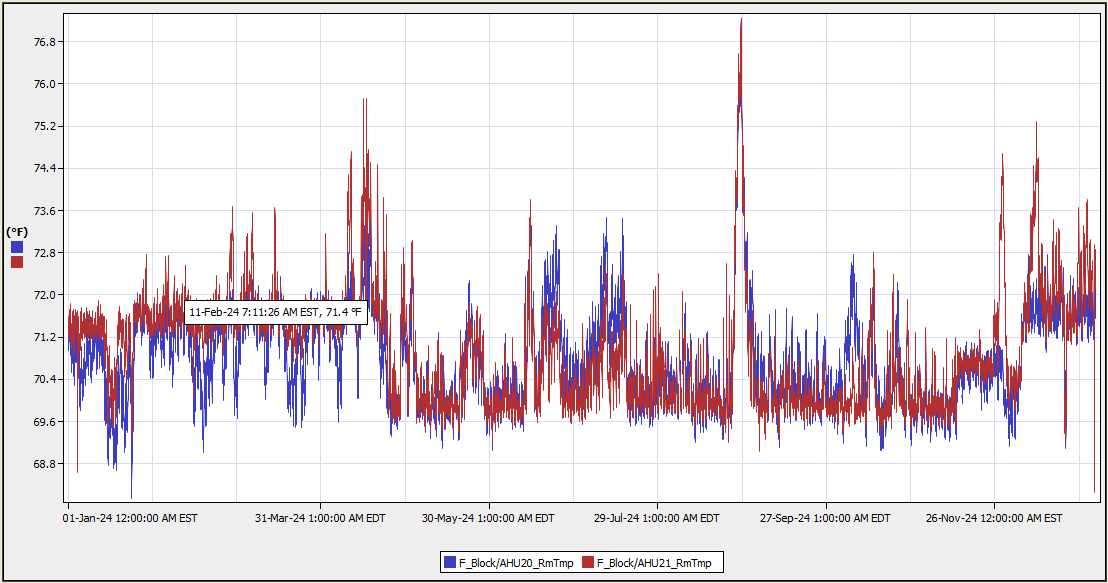 76.8
76.0
75.2
74.4
73.6
(°F)
72.8
72.0
11-Feb-24 7:11:26 AM EST, 71.4 °F
71.2
70.4
69.6
68.8
01-Jan-24 12:00:00 AM EST 31-Mar-24 1:00:00 AM EDT 30-May-24 1:00:00 AM EDT 29-Jul-24 1:00:00 AM EDT 27-Sep-24 1:00:00 AM EDT 26-Nov-24 12:00:00 AM EST
F_Block/AHU20_RmTmp F_Block/AHU21_RmTmp